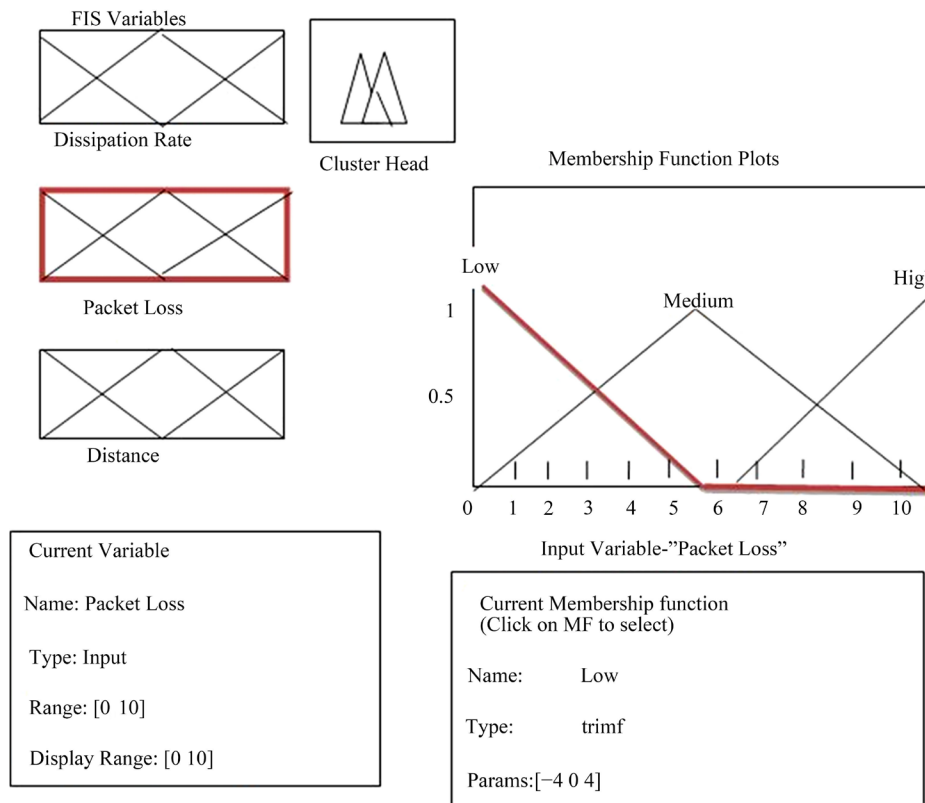 FIS Variables
Dissipation Rate
Cluster Head
Packet Loss
Distance
Membership Function Plots
Low
Medium
Hig
1
0.5
0 1 2 3 4 5 6 7 8 9 10
Input Variable-”Packet Loss”
Current Variable
Name: Packet Loss
Type: Input
Range: [0 10]
Display Range: [0 10]
Current Membership function
(Click on MF to select)
Name: Low
Type: trimf
Params:[−4 0 4]